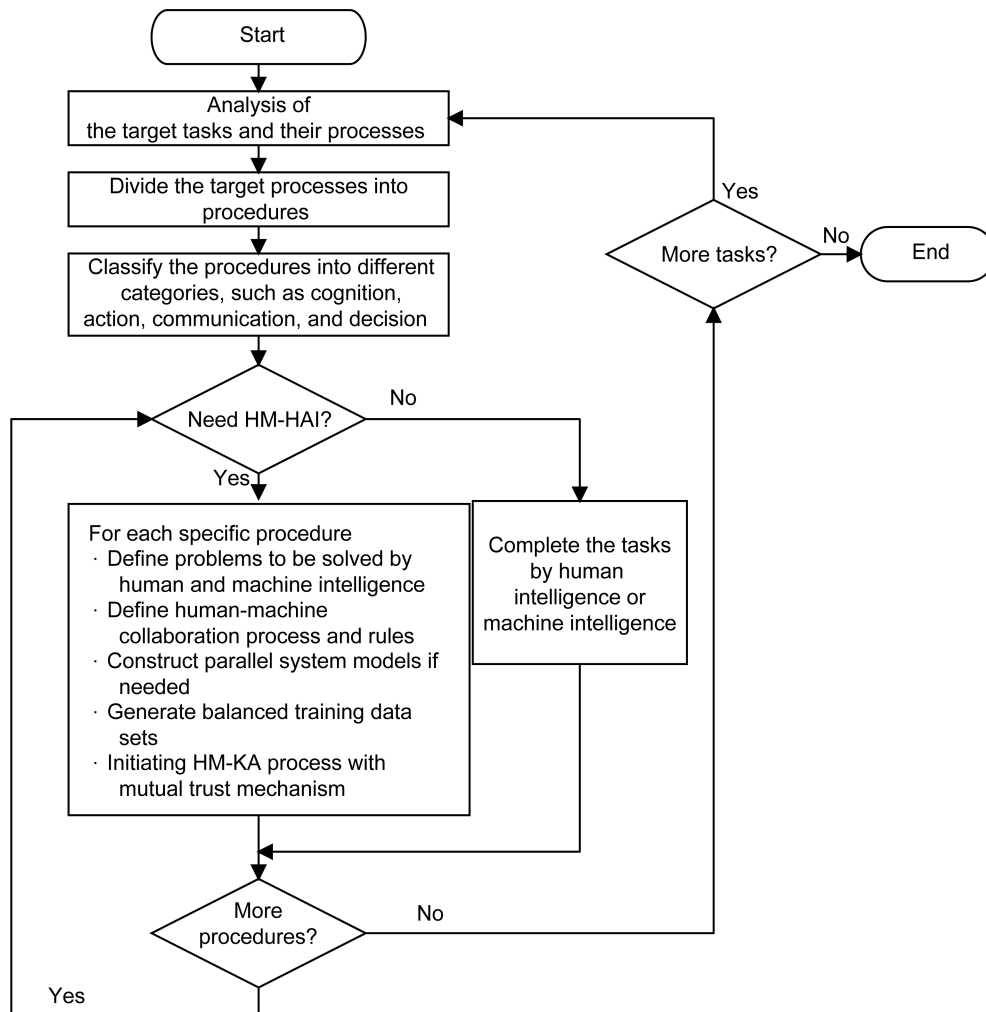 Start
Analysis of
the target tasks and their processes
Divide the target processes into
procedures
Classify the procedures into different
categories, such as cognition,
action, communication, and decision
Need HM-HAI?
No
Yes
For each specific procedure
· Define problems to be solved by
human and machine intelligence
· Define human-machine
collaboration process and rules
· Construct parallel system models if
needed
· Generate balanced training data
sets
· Initiating HM-KA process with
mutual trust mechanism
Complete the tasks
by human
intelligence or
machine intelligence
More
procedures?
No
Yes
More tasks?
Yes
No
End